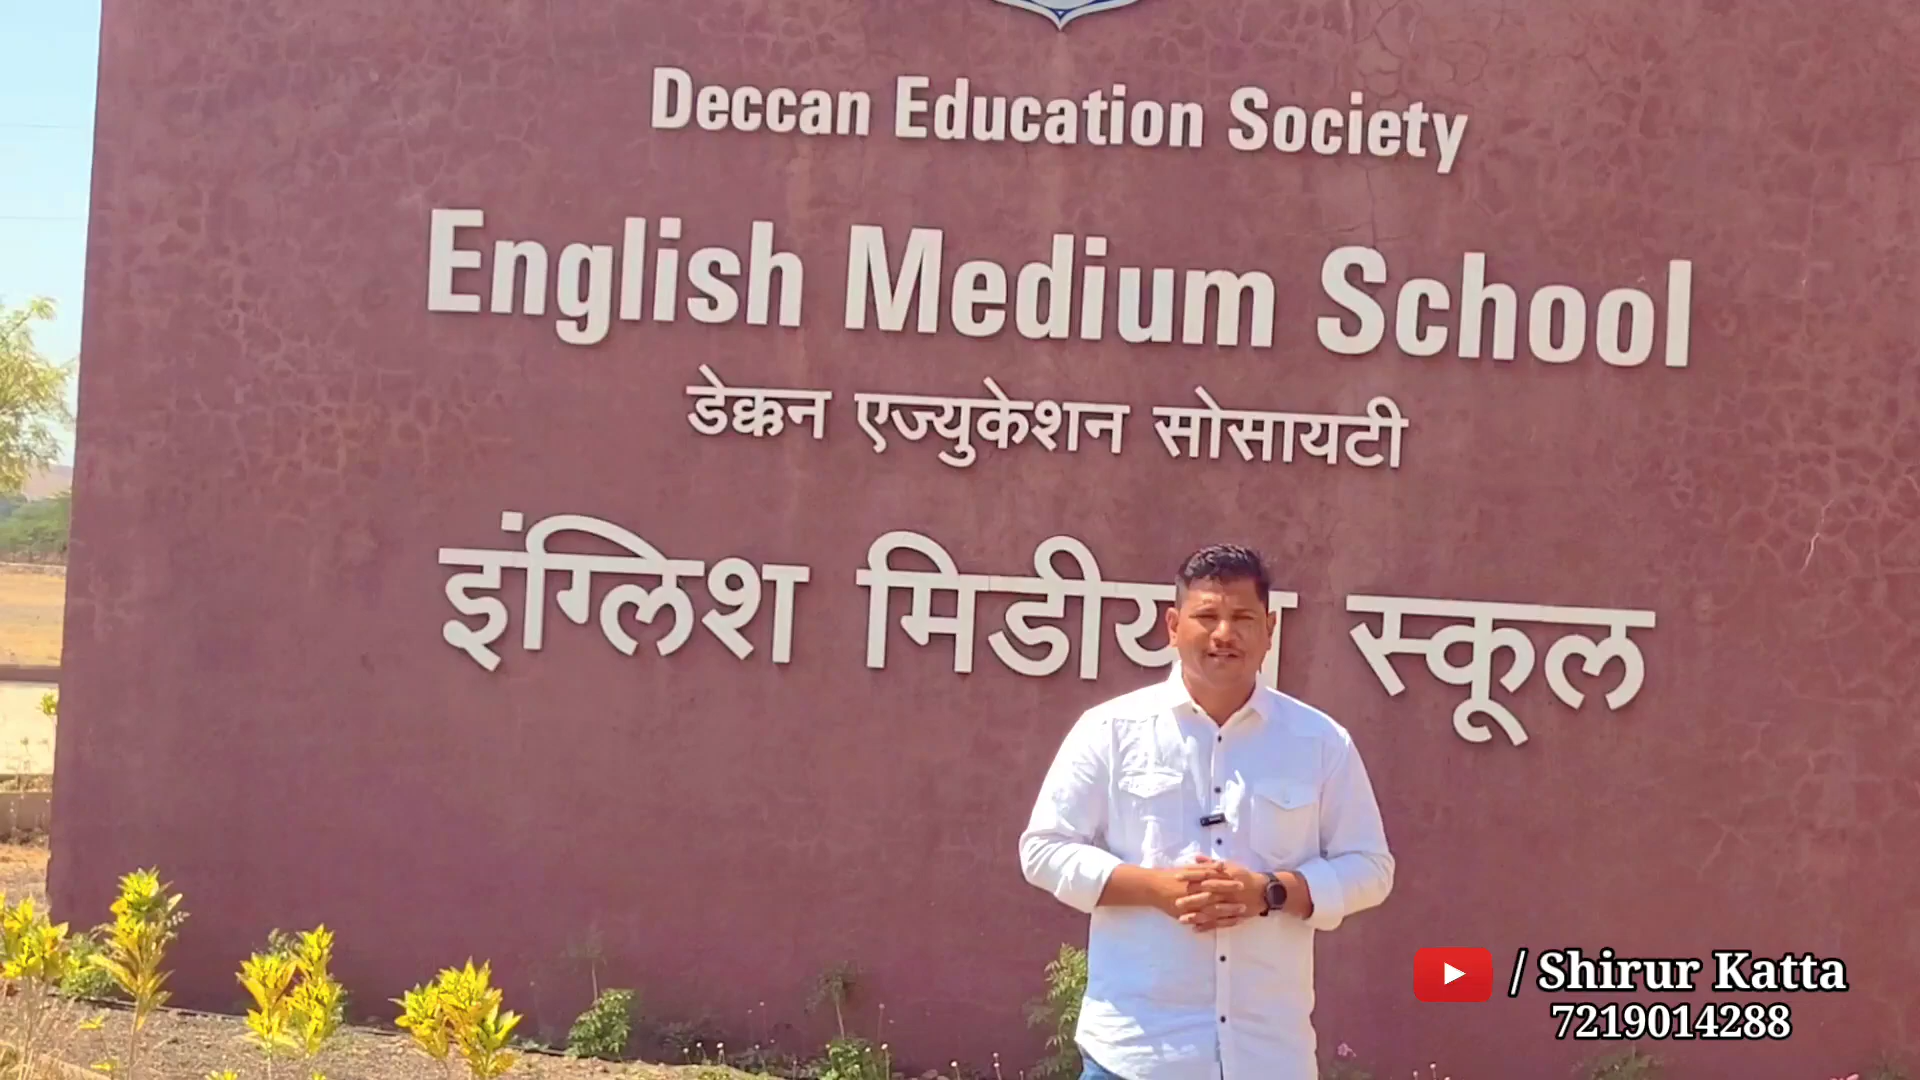 Deccan Education Society
English Medium School
डेक्कन एज्युकेशन सोसायटी
इंग्लिश स्कूल
/ Shirur Katta
7219014288